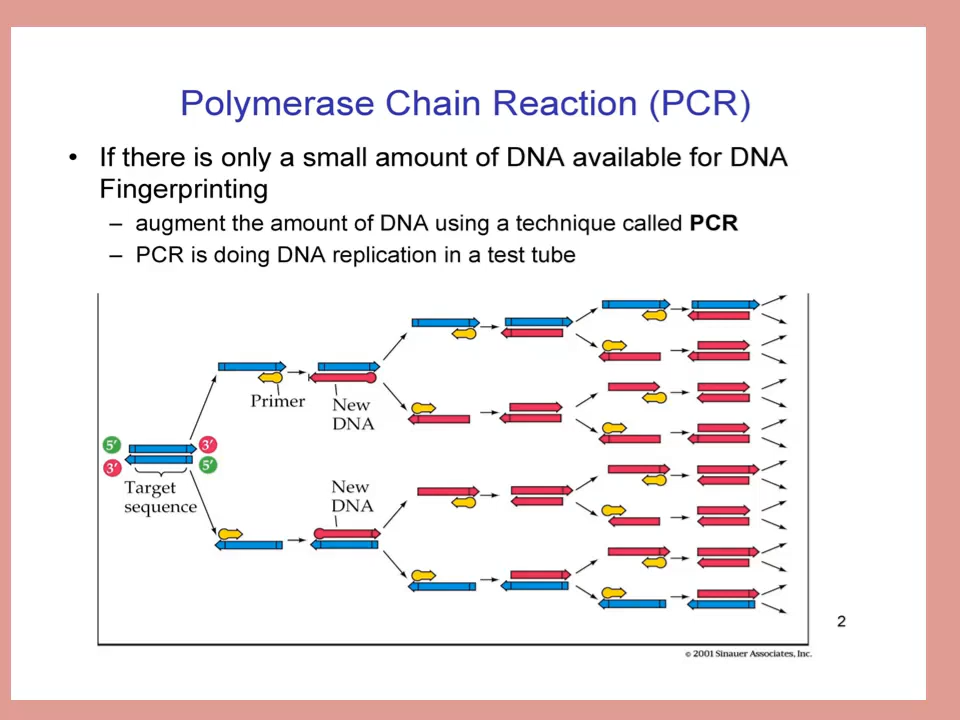 Polymerase Chain Reaction (PCR)
• If there is only a small amount of DNA available for DNA
Fingerprinting
– augment the amount of DNA using a technique called PCR
– PCR is doing DNA replication in a test tube
Primer
New
DNA
5′ 3′
3′ 5′
Target
sequence
New
DNA
2
© 2001 Sinauer Associates, Inc.